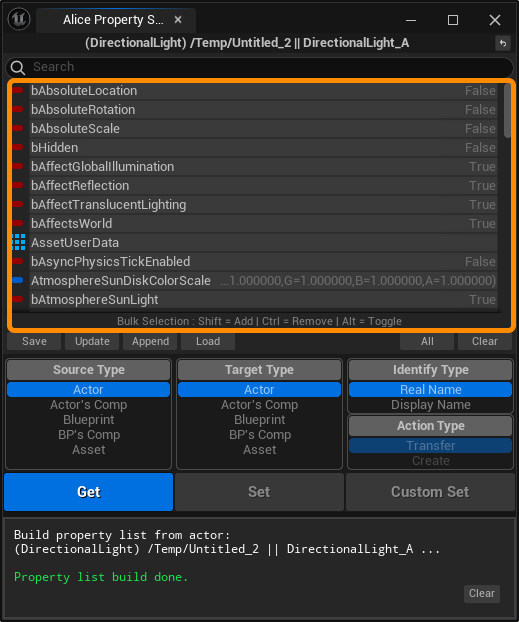 Alice Property S...
(DirectionalLight) /Temp/Untitled_2 || DirectionalLight_A
Search
bAbsoluteLocation False
bAbsoluteRotation False
bAbsoluteScale False
bHidden False
bAffectGlobalIllumination True
bAffectReflection True
bAffectTranslucentLighting True
bAffectsWorld True
AssetUserData
bAsyncPhysicsTickEnabled False
AtmosphereSunDiskColorScale ...1.000000,G=1.000000,B=1.000000,A=1.000000)
bAtmosphereSunLight True
Bulk Selection : Shift = Add | Ctrl = Remove | Alt = Toggle
Save Update Append Load All Clear
Source Type
Actor
Actor's Comp
Blueprint
BP's Comp
Asset
Target Type
Actor
Actor's Comp
Blueprint
BP's Comp
Asset
Identify Type
Real Name
Display Name
Action Type
Transfer
Create
Get Set Custom Set
Build property list from actor:
(DirectionalLight) /Temp/Untitled_2 || DirectionalLight_A ...
Property list build done.
Clear